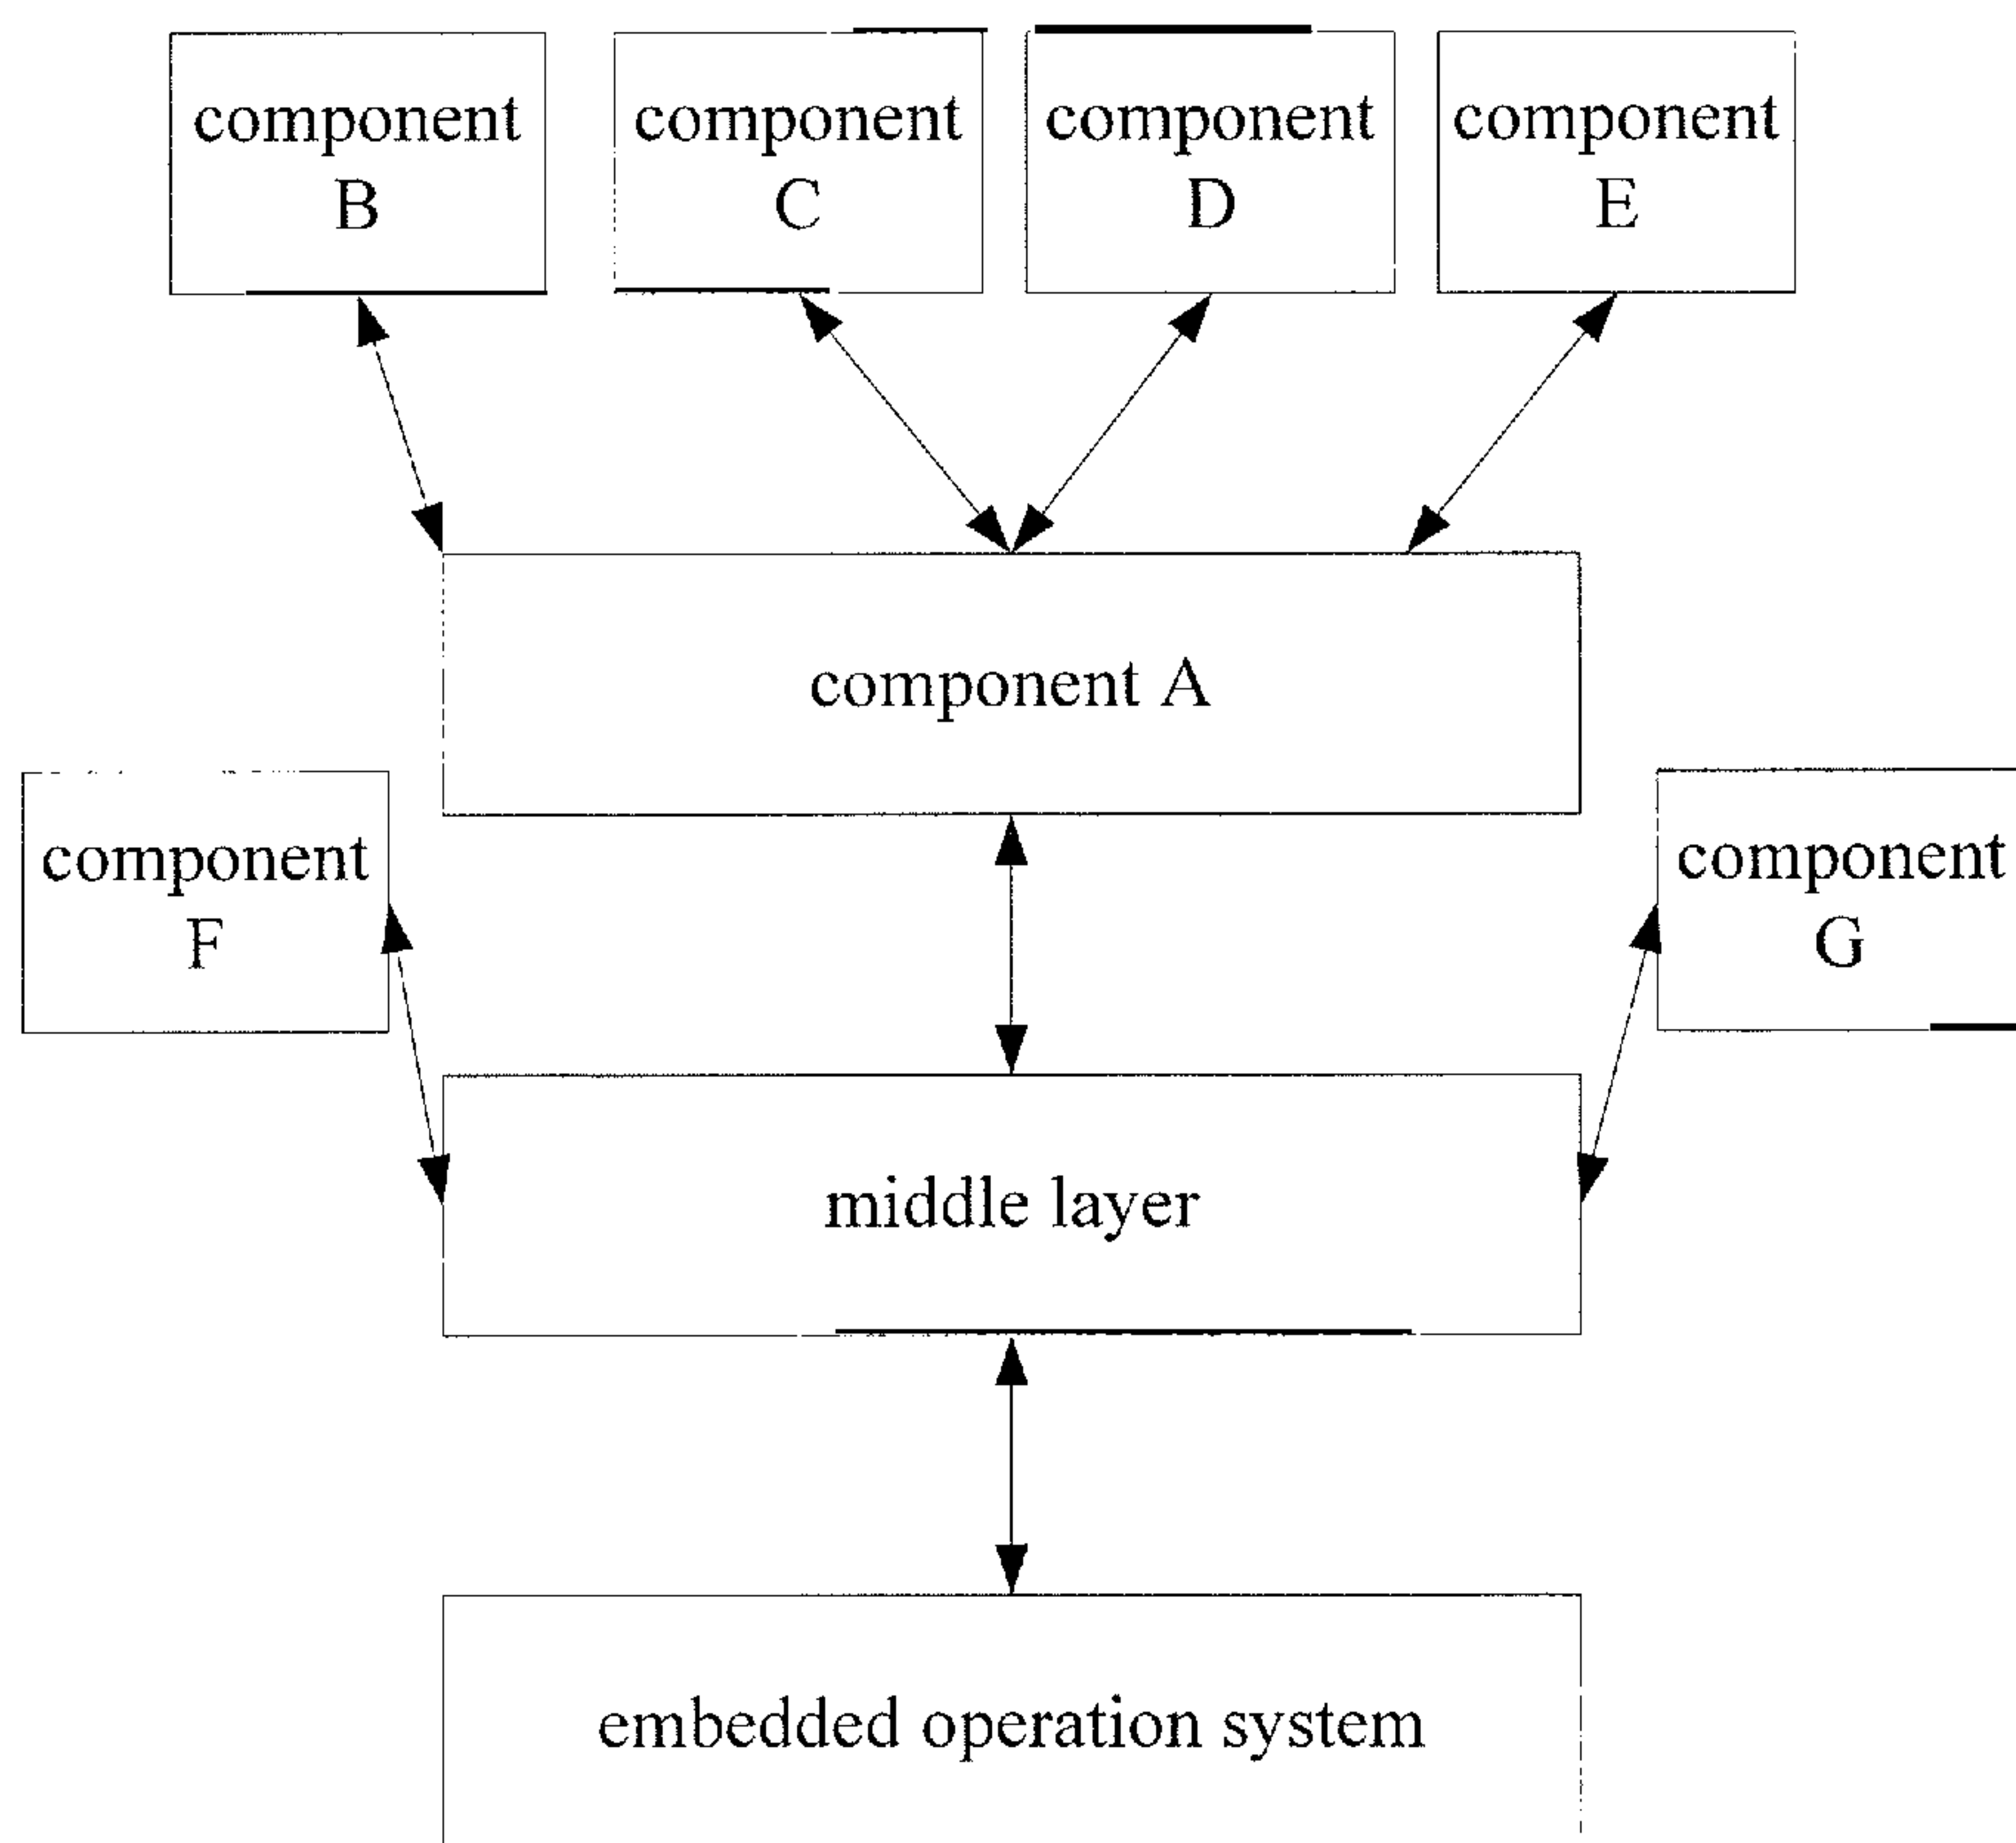 component
B
component
C
component
D
component
E
component A
component
F
component
G
middle layer
embedded operation system